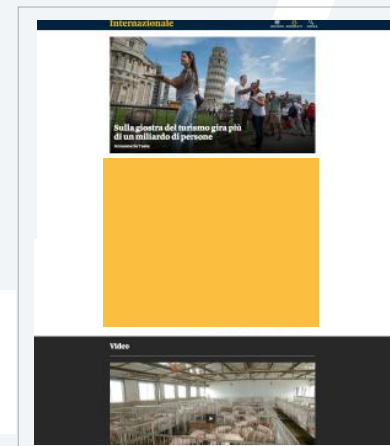 Internazionale
Sulla giostra del turismo gira più
di un miliardo di persone
Video